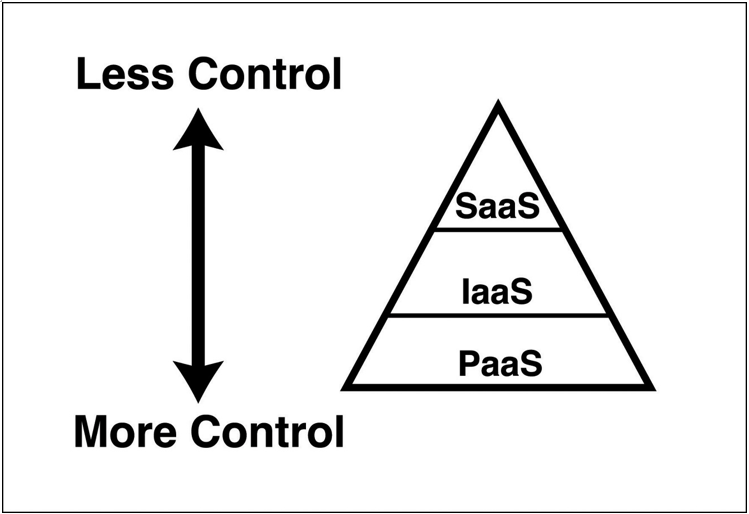 Less Control
SaaS
IaaS
PaaS
More Control